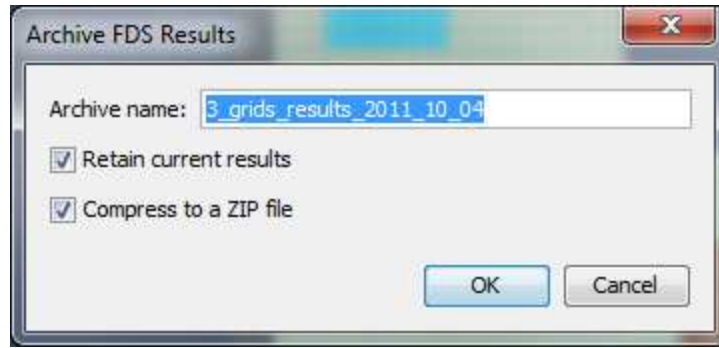 Archive FDS Results
Archive name: 3_grids_results_2011_10_04
Retain current results
Compress to a ZIP file
OK Cancel